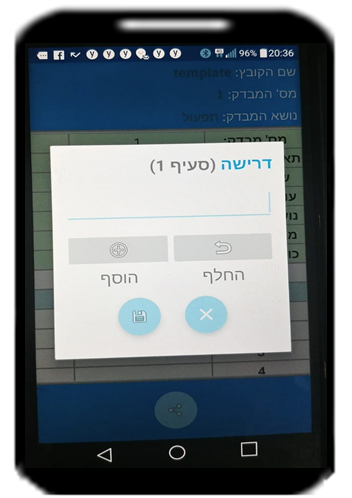 96% 20:36
שם הקובץ: template
מס' המבדק: 1
נושא המבדק: תפעול
מס' מבדק: 1
דרישה (סעיף 1)
החלף
הוסף
4